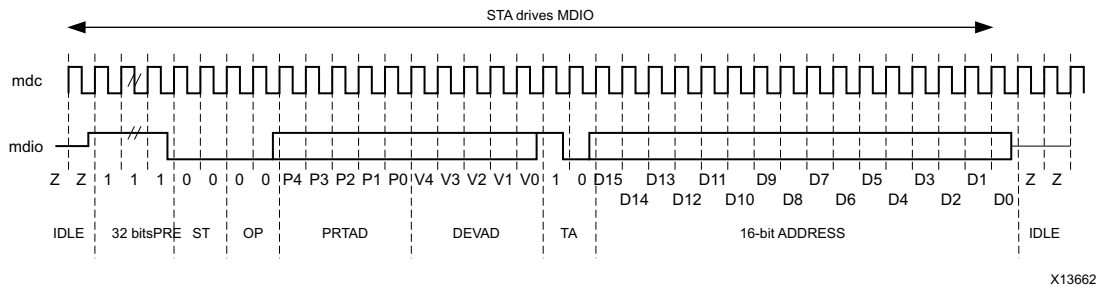 STA drives MDIO
mdc
mdio
Z Z 1 1 1 0 0 0 0 P4 P3 P2 P1 P0 V4 V3 V2 V1 V0 1 0 D15 D13 D11 D9 D7 D5 D3 D1 Z Z
D14 D12 D10 D8 D6 D4 D2 D0
IDLE 32 bitsPRE ST OP PRTAD DEVAD TA 16-bit ADDRESS IDLE
X13662